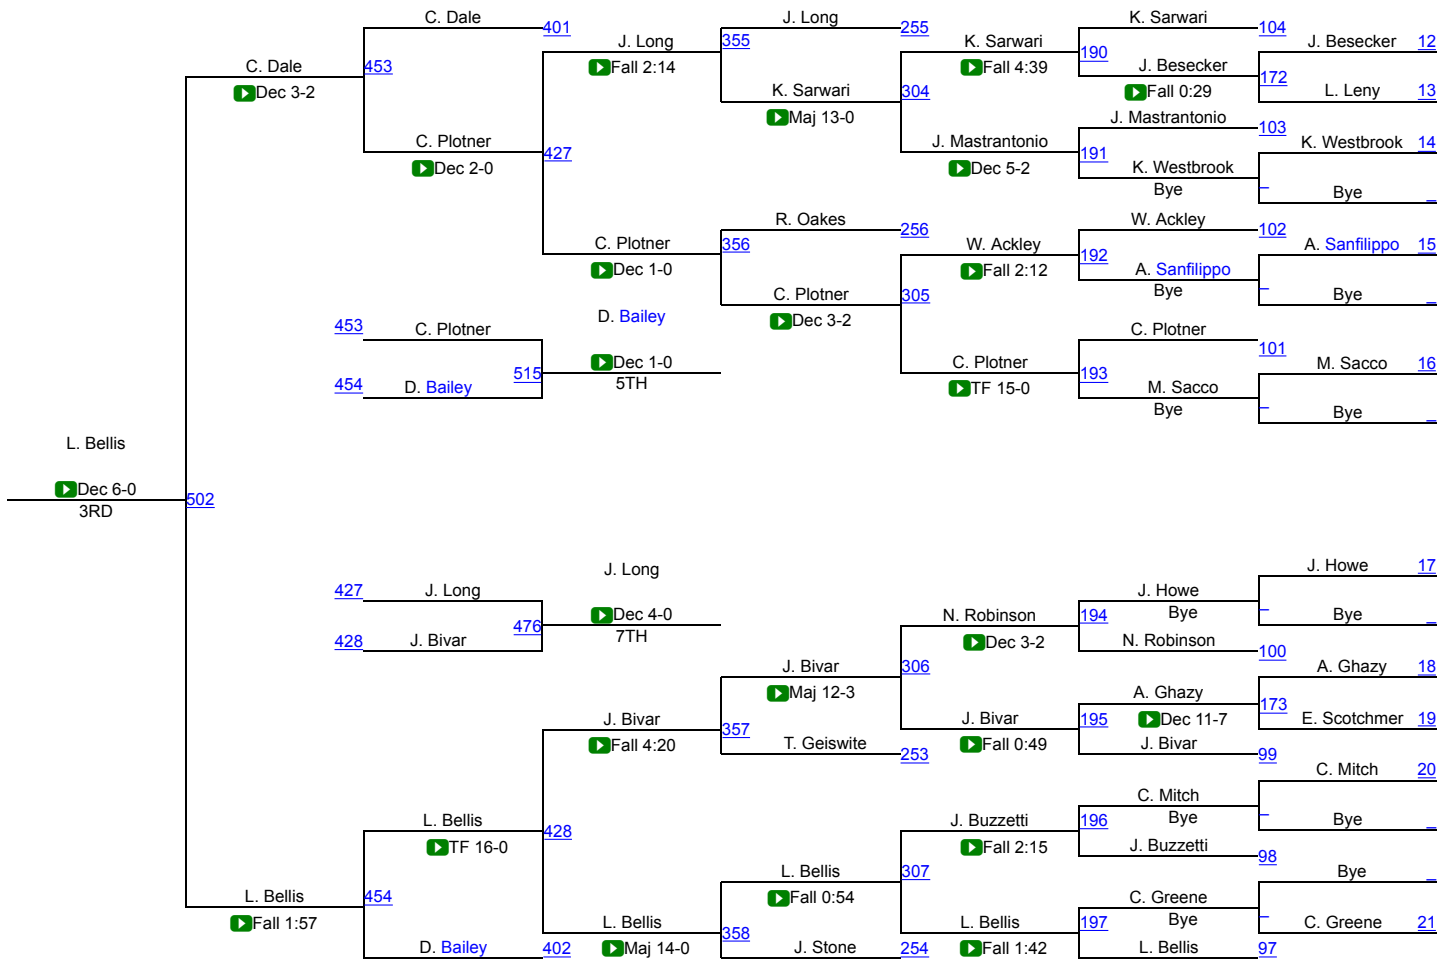 C. Dale
401
J. Long
255
K. Sarwari
104
J. Besecker 12
C. Dale
453
Dec 3-2
J. Long
355
Fall 2:14
K. Sarwari
304
Maj 13-0
K. Sarwari
190
Fall 4:39
J. Besecker
172
Fall 0:29
L. Leny 13
C. Plotner
427
Dec 2-0
J. Mastrantonio
191
Dec 5-2
J. Mastrantonio
103
K. Westbrook 14
K. Westbrook
Bye
–
Bye _
C. Plotner
356
Dec 1-0
R. Oakes
256
W. Ackley
192
Fall 2:12
W. Ackley
102
A. Sanfilippo 15
A. Sanfilippo
Bye
–
Bye _
C. Plotner
305
Dec 3-2
453 C. Plotner
454 D. Bailey
515
D. Bailey
Dec 1-0
5TH
C. Plotner
193
TF 15-0
C. Plotner
101
M. Sacco 16
M. Sacco
Bye
–
Bye _
L. Bellis
Dec 6-0
3RD
502
427 J. Long
428 J. Bivar
476
J. Long
Dec 4-0
7TH
N. Robinson
194
Dec 3-2
J. Howe
Bye
–
J. Howe 17
Bye _
N. Robinson
100
J. Bivar
306
Maj 12-3
J. Bivar
357
Fall 4:20
T. Geiswite
253
J. Bivar
195
Fall 0:49
A. Ghazy
173
Dec 11-7
A. Ghazy 18
E. Scotchmer 19
J. Bivar
99
L. Bellis
428
TF 16-0
J. Buzzetti
196
Fall 2:15
C. Mitch
Bye
–
C. Mitch 20
Bye _
J. Buzzetti
98
L. Bellis
454
Fall 1:57
L. Bellis
307
Fall 0:54
L. Bellis
358
Maj 14-0
J. Stone
254
L. Bellis
197
Fall 1:42
C. Greene
Bye
–
Bye _
C. Greene 21
L. Bellis
97
D. Bailey
402